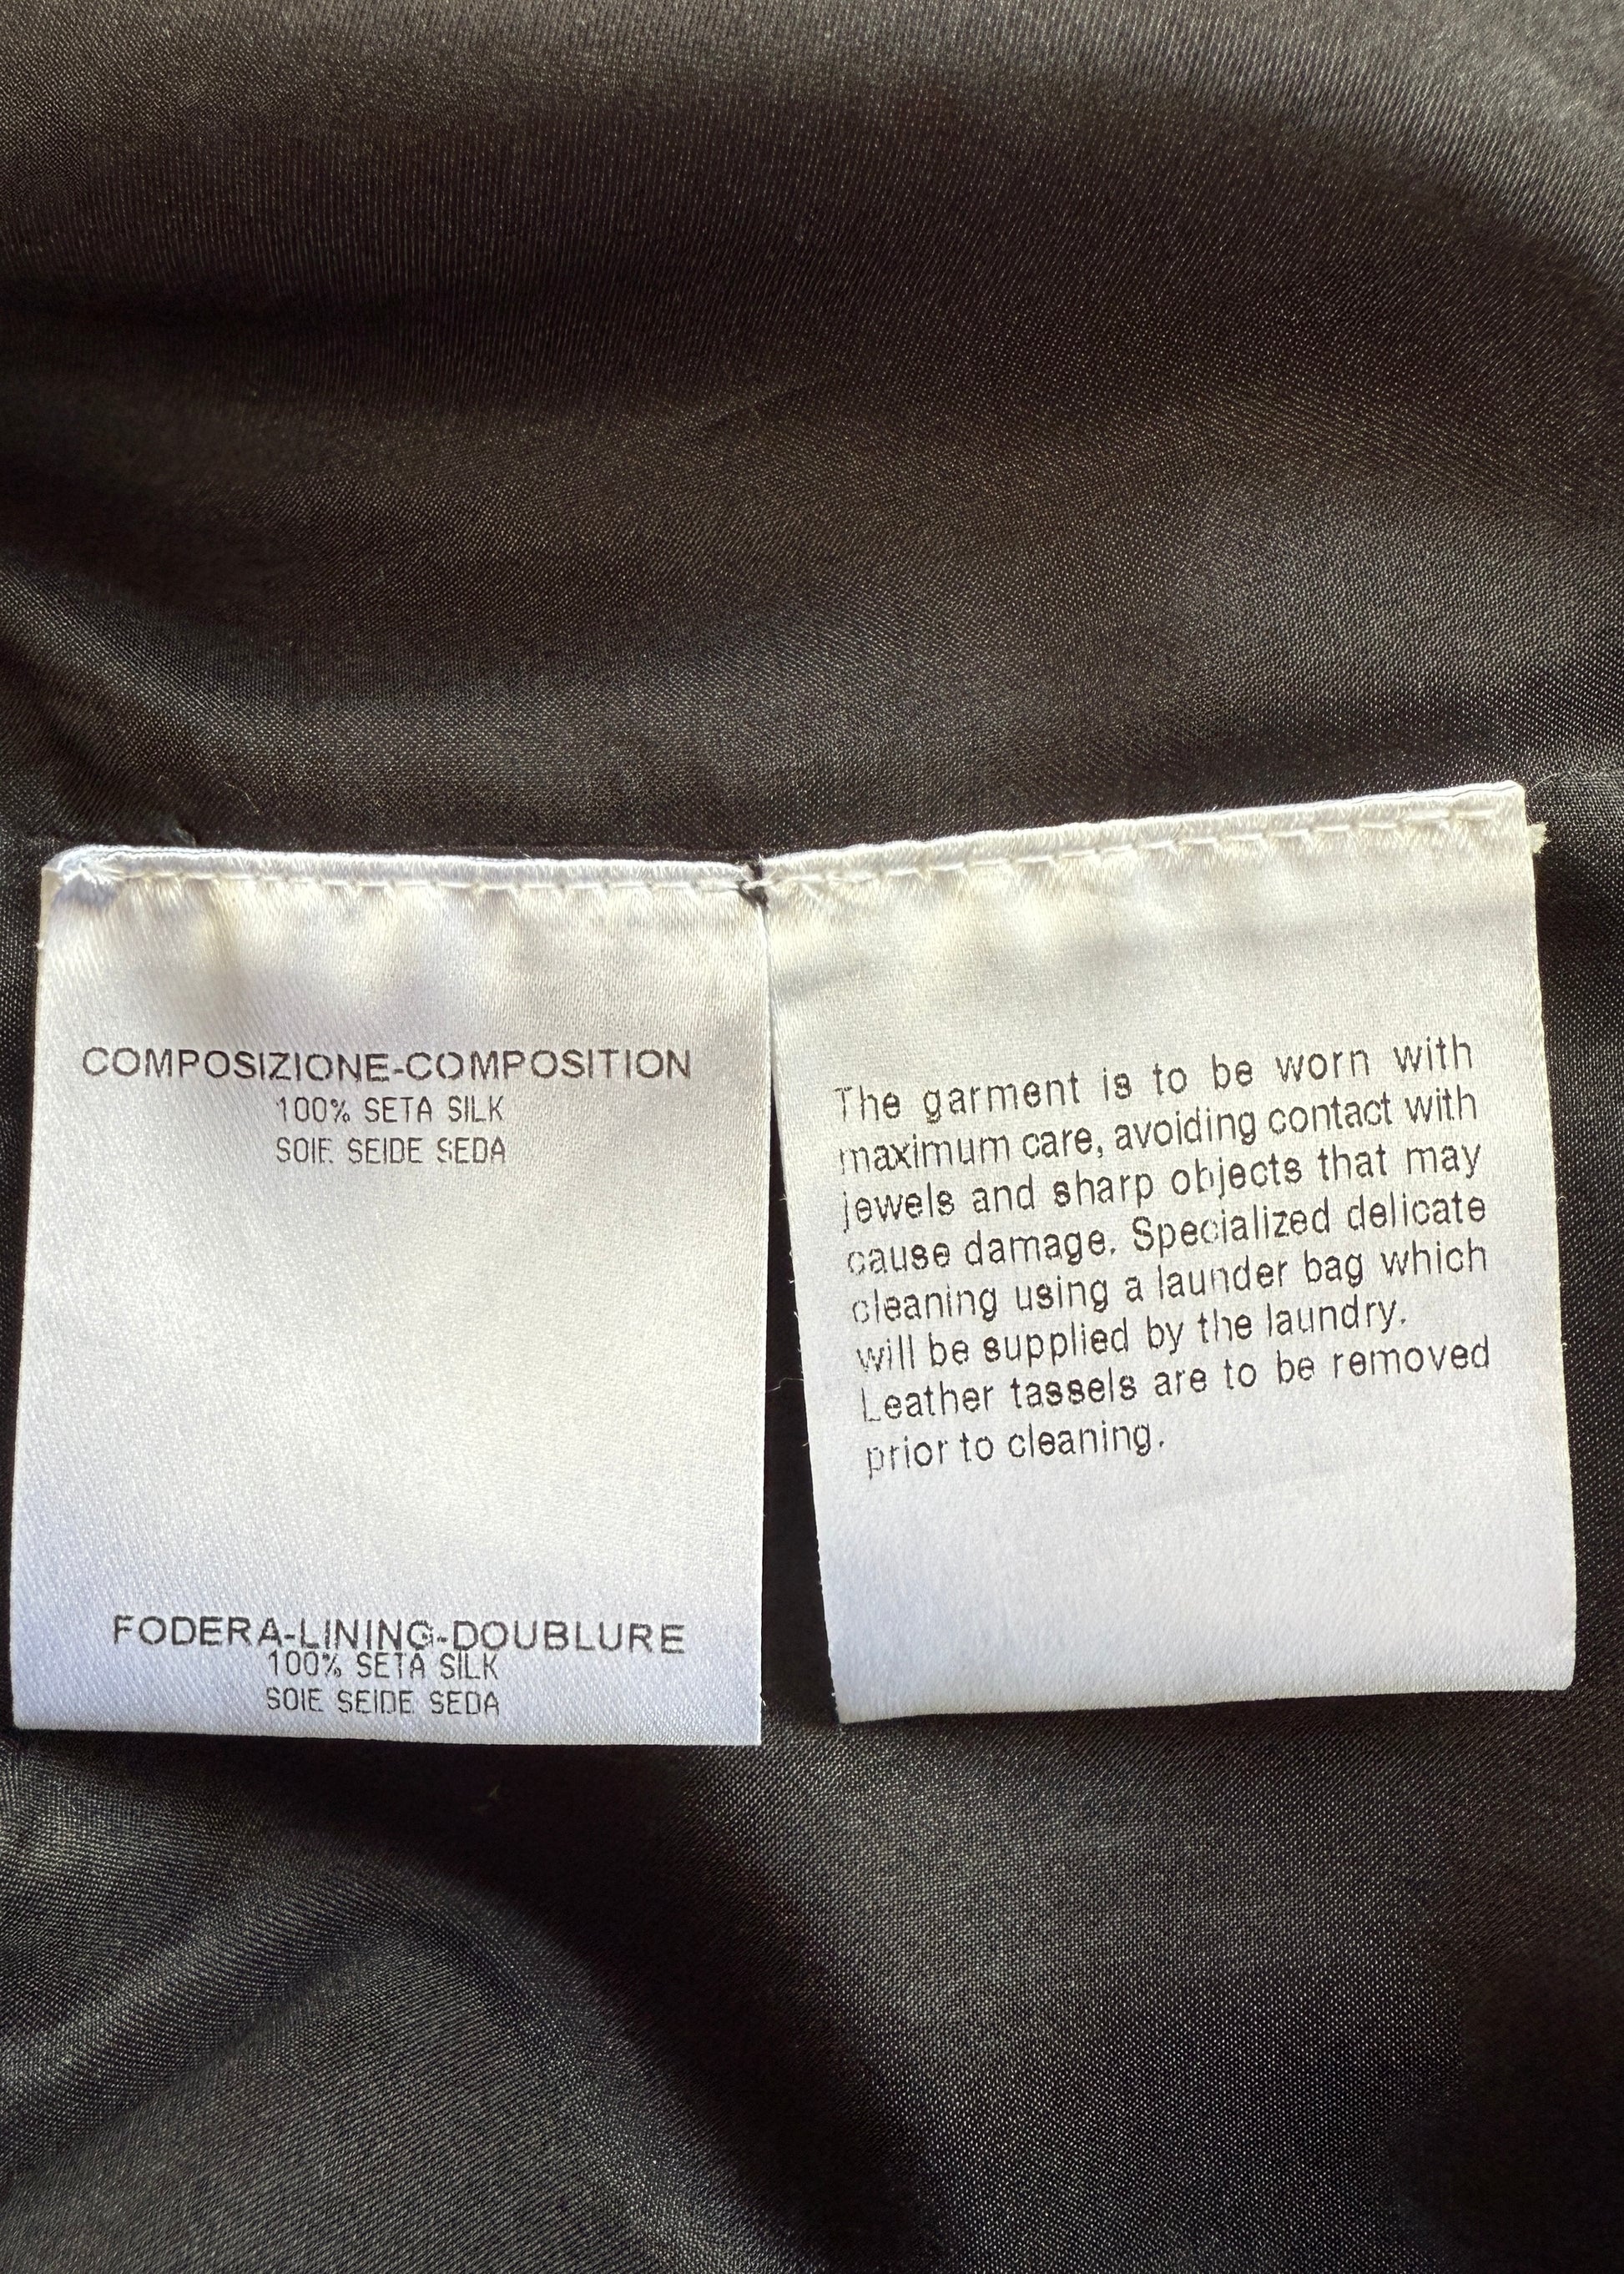 COMPOSIZIONE-COMPOSITION
100% SETA SILK
SOIE SEIDE SEDA
FODERA-LINING-DOUBLURE
100% SETA SILK
SOIE SEIDE SEDA
The garment is to be worn with
maximum care, avoiding contact with
jewels and sharp objects that may
cause damage. Specialized delicate
cleaning using a launder bag which
will be supplied by the laundry.
Leather tassels are to be removed
prior to cleaning.